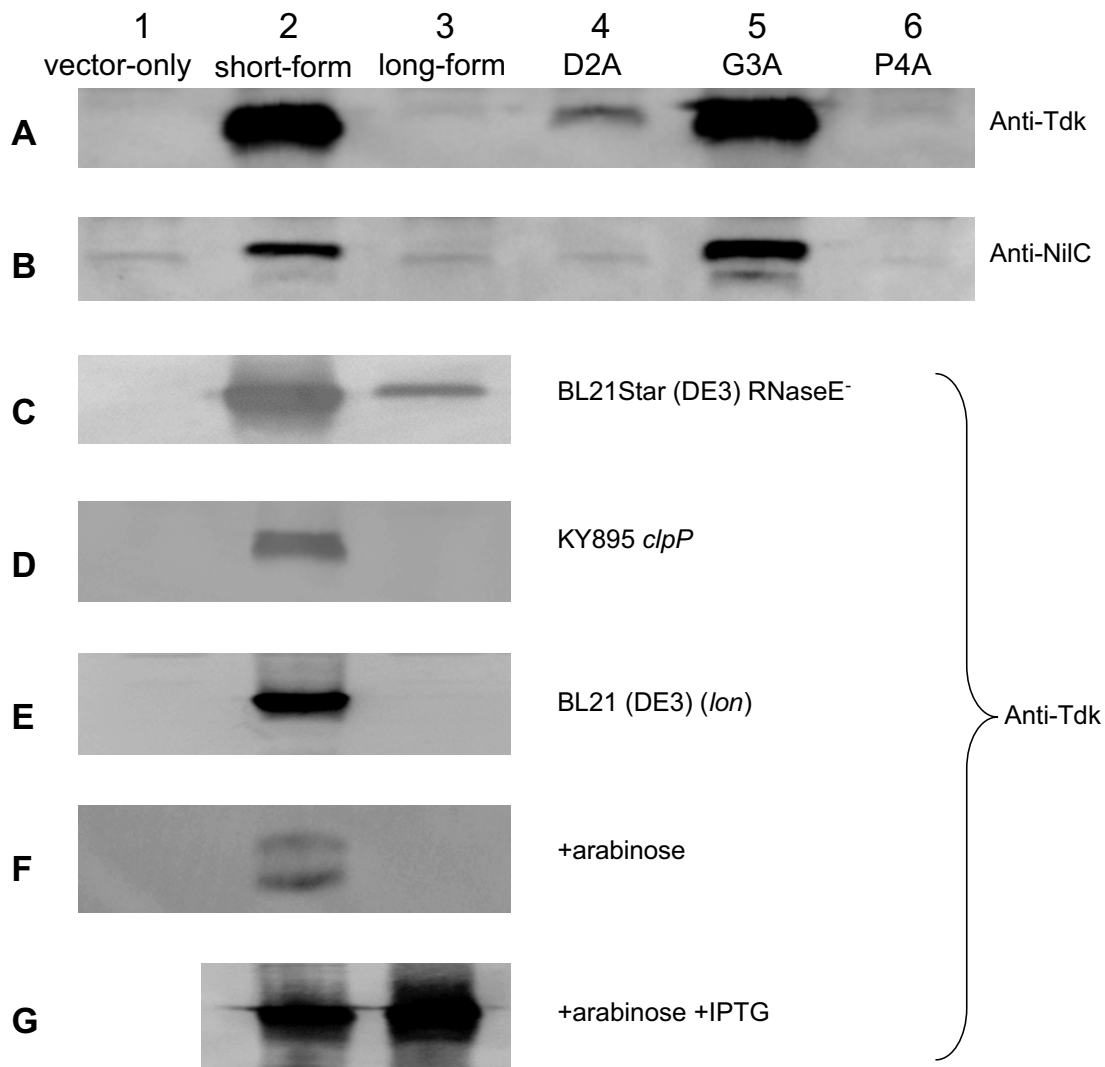 1 2 3 4 5 6
vector-only short-form long-form D2A G3A P4A
A Anti-Tdk
B Anti-NilC
C BL21Star (DE3) RNaseE-
D KY895 clpP
E BL21 (DE3) (lon)
Anti-Tdk
F +arabinose
G +arabinose +IPTG